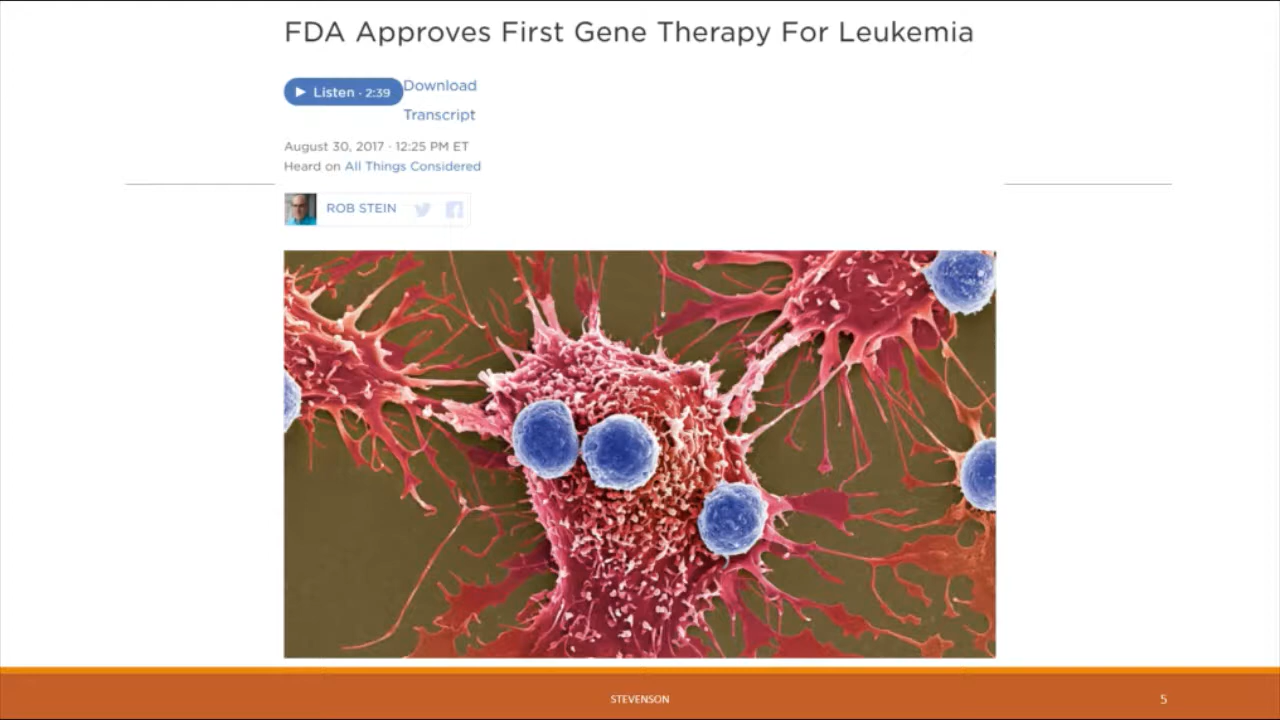 FDA Approves First Gene Therapy For Leukemia
Listen · 2:39
Download
Transcript
August 30, 2017 · 12:25 PM ET
Heard on All Things Considered
ROB STEIN
STEVENSON
5